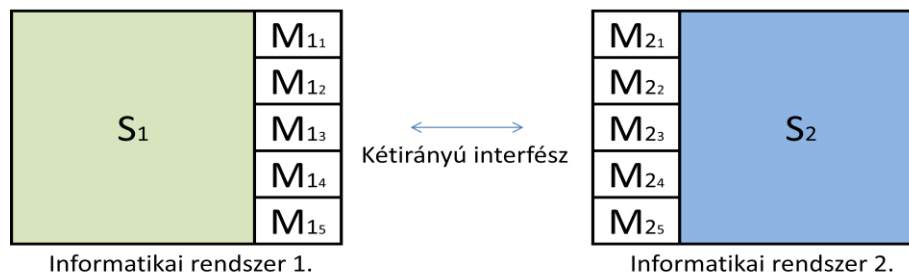 S₁
M₁₁
M₁₂
M₁₃
M₁₄
M₁₅
Informatikai rendszer 1.
Kétirányú interfész
M₂₁
M₂₂
M₂₃
M₂₄
M₂₅
S₂
Informatikai rendszer 2.